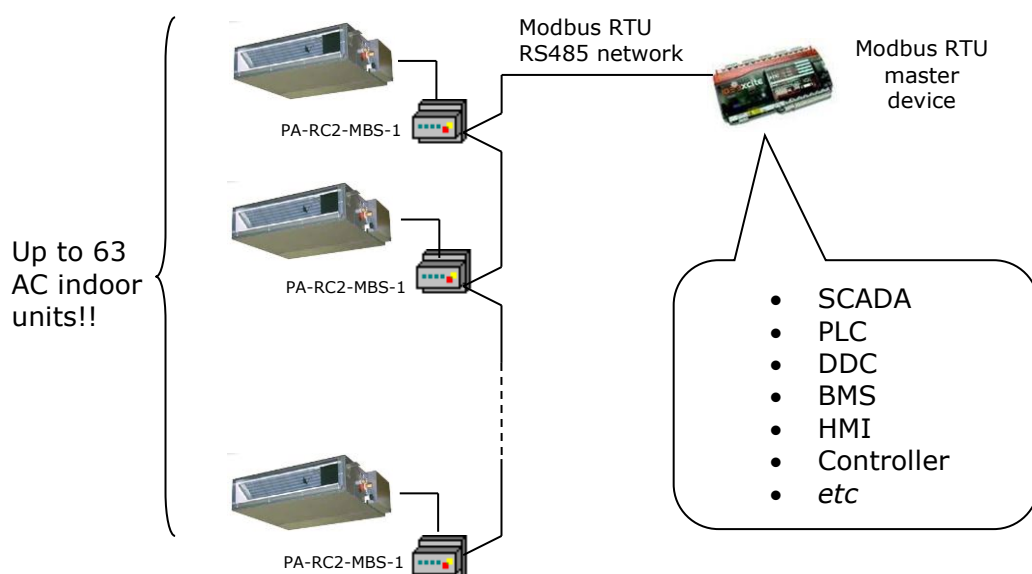 Modbus RTU
RS485 network
Modbus RTU
master
device
PA-RC2-MBS-1
Up to 63
AC indoor
units!!
PA-RC2-MBS-1
• SCADA
• PLC
• DDC
• BMS
• HMI
• Controller
• etc
PA-RC2-MBS-1